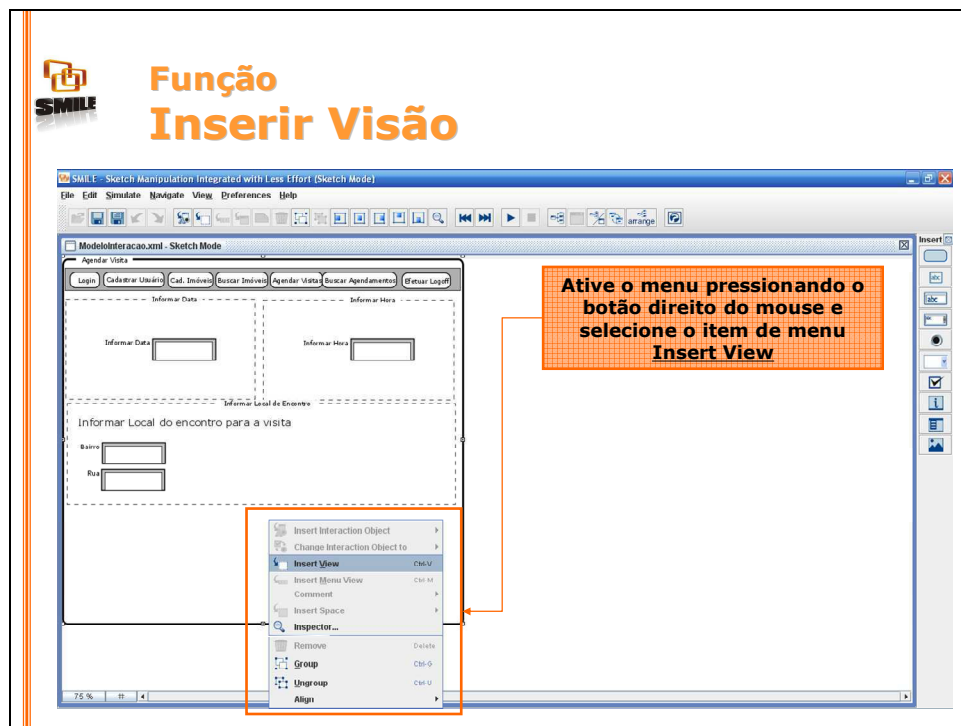 SMILE
Função
Inserir Visão
SMILE - Sketch Manipulation Integrated with Less Effort (Sketch Mode)
File Edit Simulate Navigate View Preferences Help
arrange
ModeloInteracao.xml - Sketch Mode
Insert
Agendar Visita
Login Cadastrar Usuário Cad. Imóveis Buscar Imóveis Agendar Visitas Buscar Agendamentos Efetuar Logoff
Informar Data Informar Hora
Informar Data Informar Hora
Informar Local de Encontro
Informar Local do encontro para a visita
Bairro
Rua
Ative o menu pressionando o
botão direito do mouse e
selecione o item de menu
Insert View
abc
abc
Insert Interaction Object
Change Interaction Object to
Insert View Ctrl-V
Insert Menu View Ctrl-M
Comment
Insert Space
Inspector...
Remove Delete
Group Ctrl-G
Ungroup Ctrl-U
Align
75 %